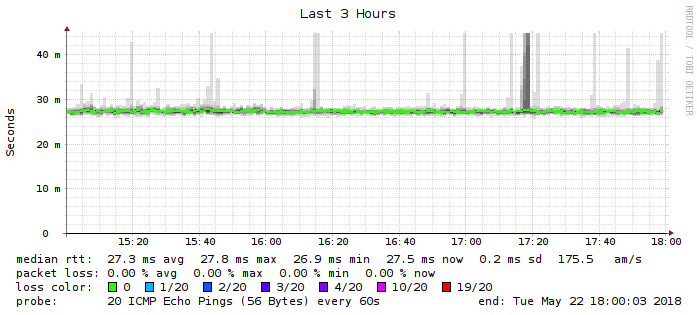 Last 3 Hours
RRDTOOL / TOBI OETIKER
Seconds
40 m
30 m
20 m
10 m
0
15:20 15:40 16:00 16:20 16:40 17:00 17:20 17:40 18:00
median rtt: 27.3 ms avg 27.8 ms max 26.9 ms min 27.5 ms now 0.2 ms sd 175.5 am/s
packet loss: 0.00 % avg 0.00 % max 0.00 % min 0.00 % now
loss color: 0 1/20 2/20 3/20 4/20 10/20 19/20
probe: 20 ICMP Echo Pings (56 Bytes) every 60s end: Tue May 22 18:00:03 2018